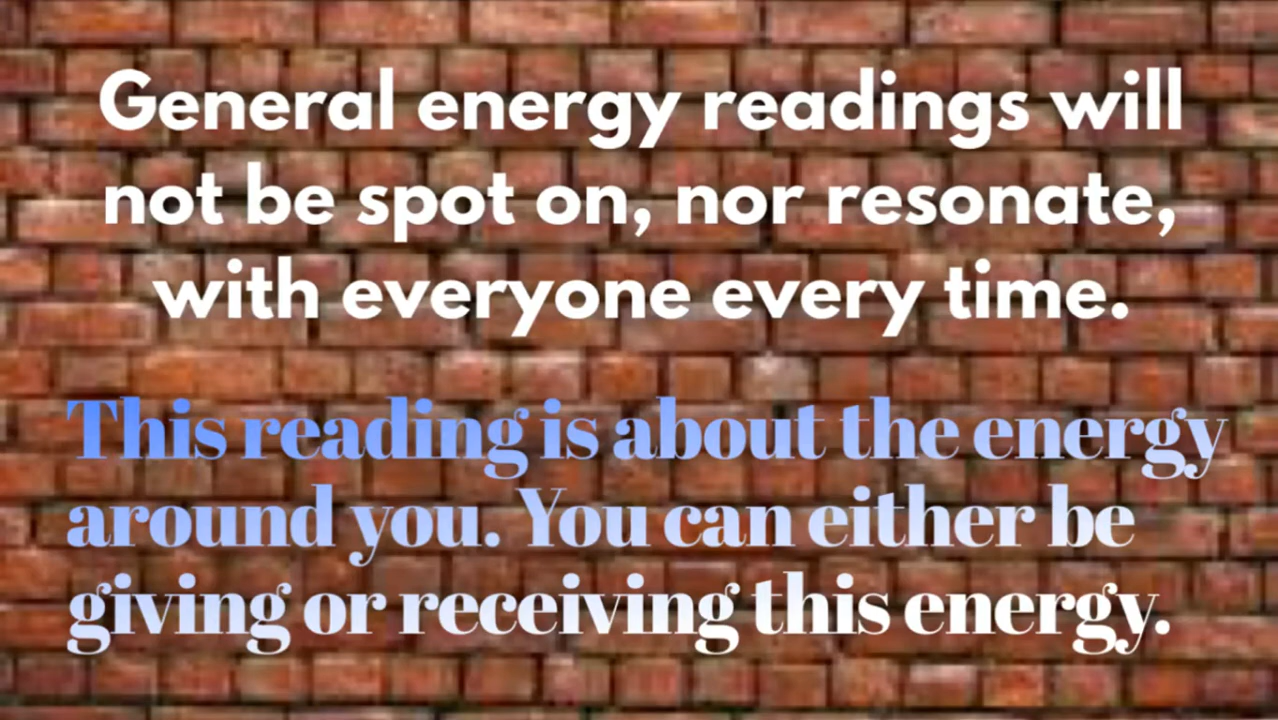 General energy readings will
not be spot on, nor resonate,
with everyone every time.
This reading is about the energy
around you. You can either be
giving or receiving this energy.